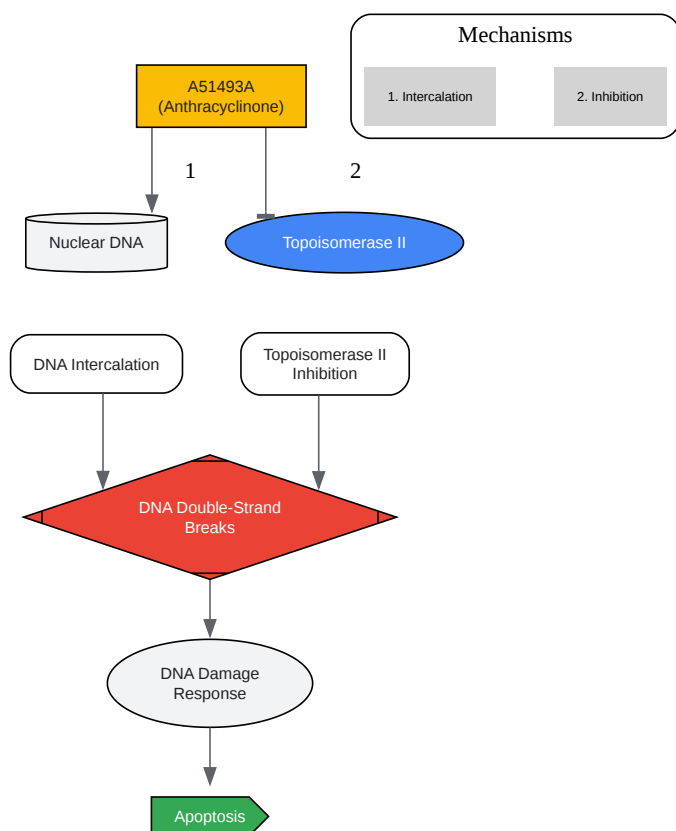 Mechanisms
A51493A
(Anthracyclinone)
1. Intercalation
2. Inhibition
1
2
Nuclear DNA
Topoisomerase II
DNA Intercalation
Topoisomerase II
Inhibition
DNA Double-Strand
Breaks
DNA Damage
Response
Apoptosis